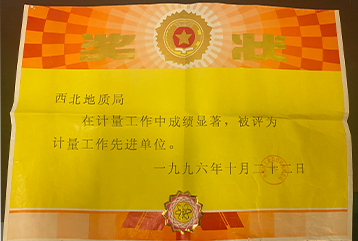 奖状
西北地质局
在计量工作中成绩显著,被评为
计量工作先进单位。
一九九六年十月二十二日